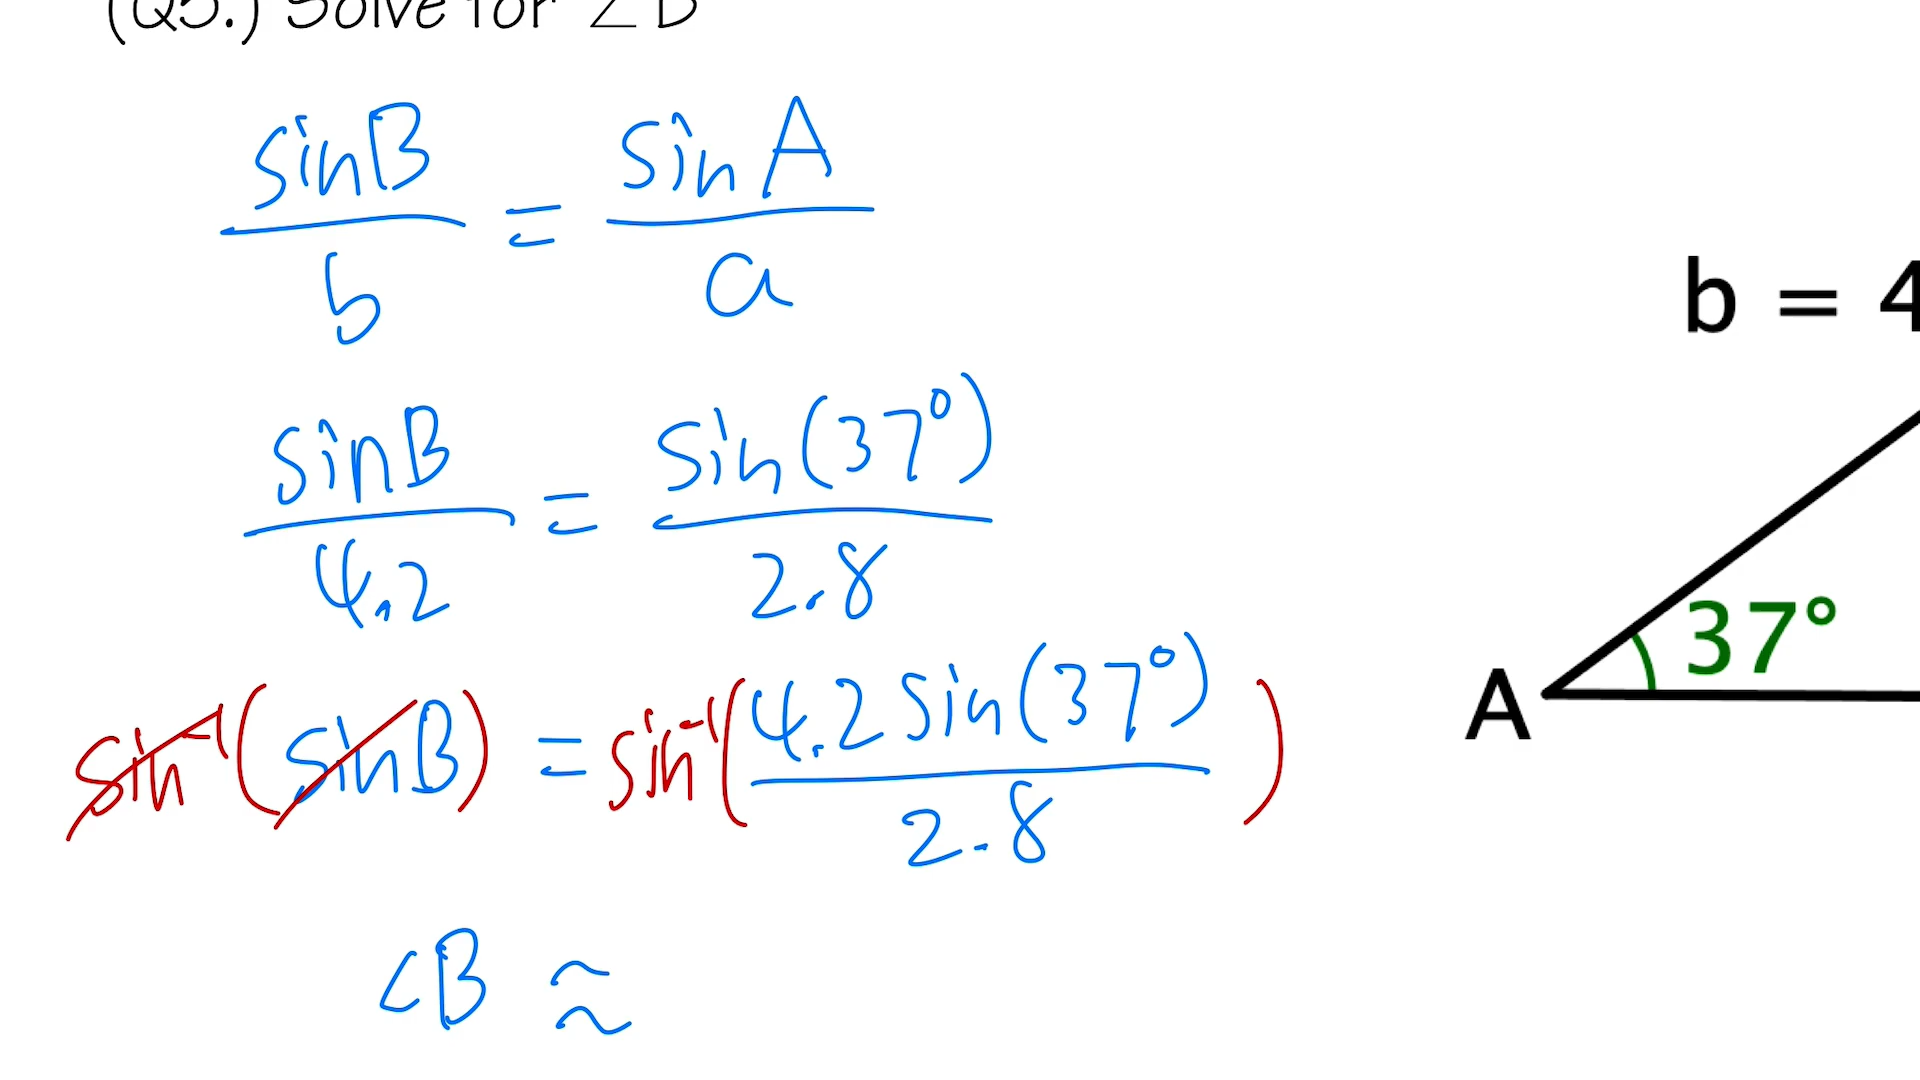 (Q5.) Solve for ∠B
sinB/b = sinA/a
b = 4
sinB/4.2 = sin(37°)/2.8
37°
A
sin⁻¹(sinB) = sin⁻¹(4.2 sin(37°)/2.8)
<B ≈